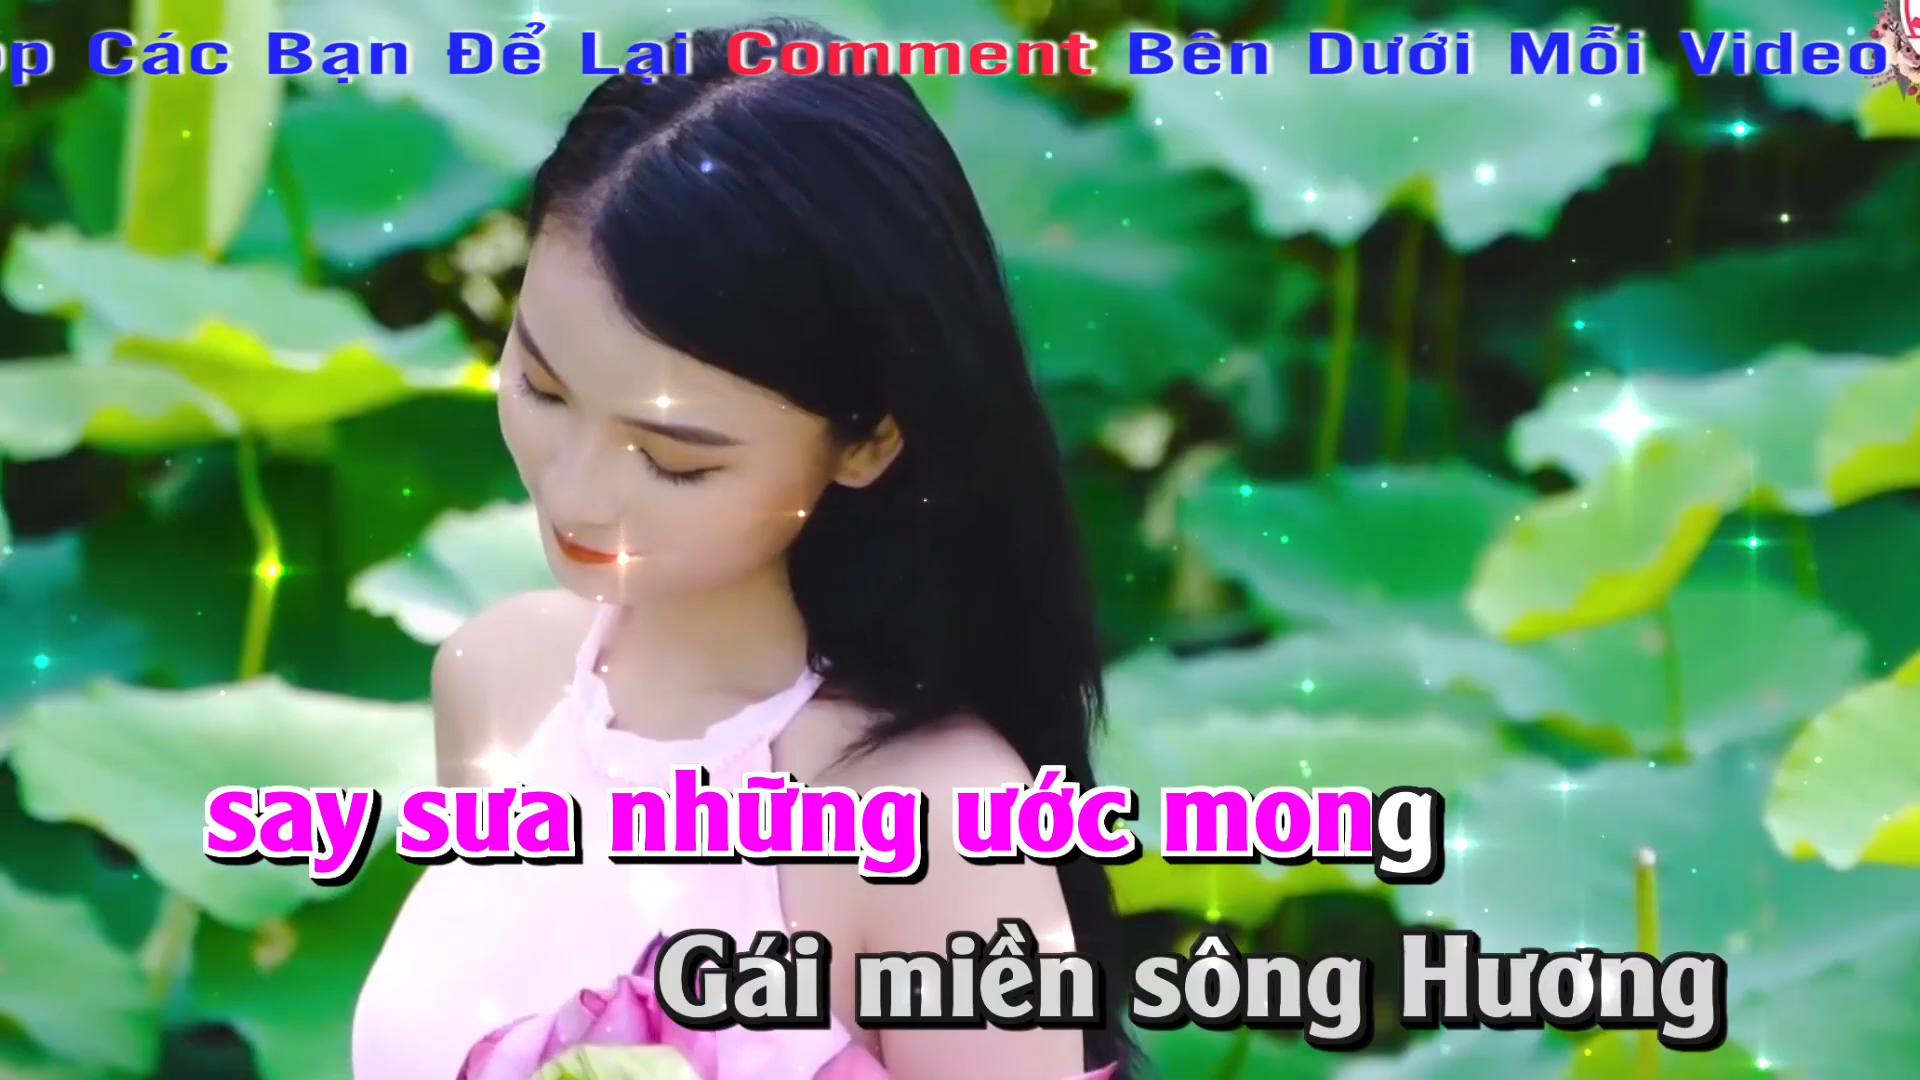 Các Bạn Để Lại Comment Bên Dưới Mỗi Video
say sưa những ước mong
Gái miền sông Hương